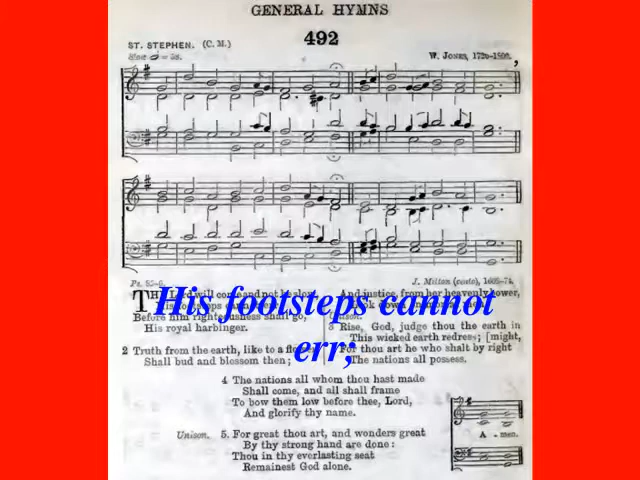 GENERAL HYMNS
492
ST. STEPHEN. (C. M.)
W. JONES, 1726-1800.
Ps. 85-6.
J. Milton (cento), 1608-74.
His footsteps cannot
err;
Before him righteousness shall go,
His royal harbinger.
2 Truth from the earth, like to a flower
Shall bud and blossom then;
And justice, from her heavenly bower,
3 Rise, God, judge thou the earth in
This wicked earth redress; [might,
For thou art he who shalt by right
The nations all possess.
4 The nations all whom thou hast made
Shall come, and all shall frame
To bow them low before thee, Lord,
And glorify thy name.
Unison. 5. For great thou art, and wonders great
By thy strong hand are done:
Thou in thy everlasting seat
Remainest God alone.
A - men.